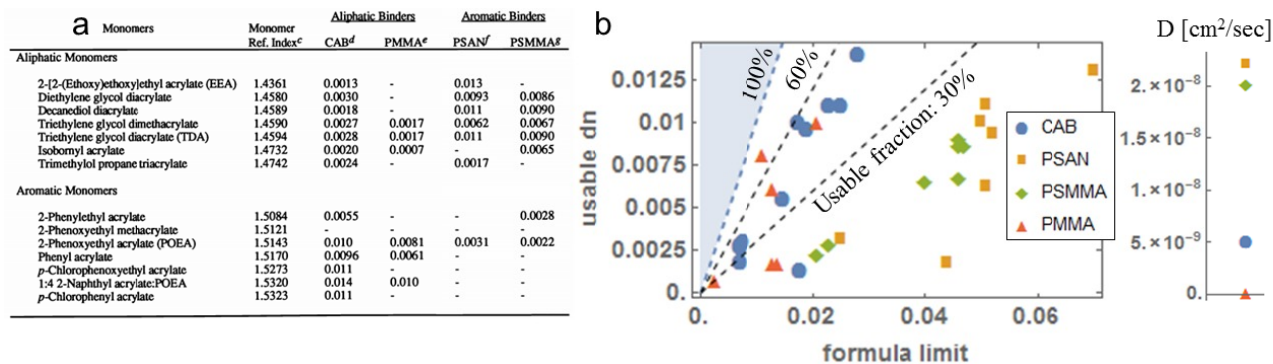 a
Monomers Monomer Aliphatic Binders Aromatic Binders
Ref. Indexᶜ CABᵈ PMMAᵉ PSANᶠ PSMMAᵍ
Aliphatic Monomers
2-[2-(Ethoxy)ethoxy]ethyl acrylate (EEA) 1.4361 0.0013 - 0.013
Diethylene glycol diacrylate 1.4580 0.0030 - 0.0093 0.0086
Decanediol diacrylate 1.4589 0.0018 - 0.011 0.0090
Triethylene glycol dimethacrylate 1.4590 0.0027 0.0017 0.0062 0.0067
Triethylene glycol diacrylate (TDA) 1.4594 0.0028 0.0017 0.011 0.0090
Isobornyl acrylate 1.4732 0.0020 0.0007 - 0.0065
Trimethylol propane triacrylate 1.4742 0.0024 - 0.0017 -
Aromatic Monomers
2-Phenylethyl acrylate 1.5084 0.0055 - - 0.0028
2-Phenoxyethyl methacrylate 1.5121 - - - -
2-Phenoxyethyl acrylate (POEA) 1.5143 0.010 0.0081 0.0031 0.0022
Phenyl acrylate 1.5170 0.0096 0.0061 - -
p-Chlorophenoxyethyl acrylate 1.5273 0.011 - - -
1:4 2-Naphthyl acrylate:POEA 1.5320 0.014 0.010 - -
p-Chlorophenyl acrylate 1.5323 0.011 - - -
b
usable dn
0.0125
0.01
0.0075
0.005
0.0025
0.
100%
60%
Usable fraction: 30%
CAB
PSAN
PSMMA
PMMA
0. 0.02 0.04 0.06
formula limit
D [cm²/sec]
2.×10⁻⁸
1.5×10⁻⁸
1.×10⁻⁸
5.×10⁻⁹
0.